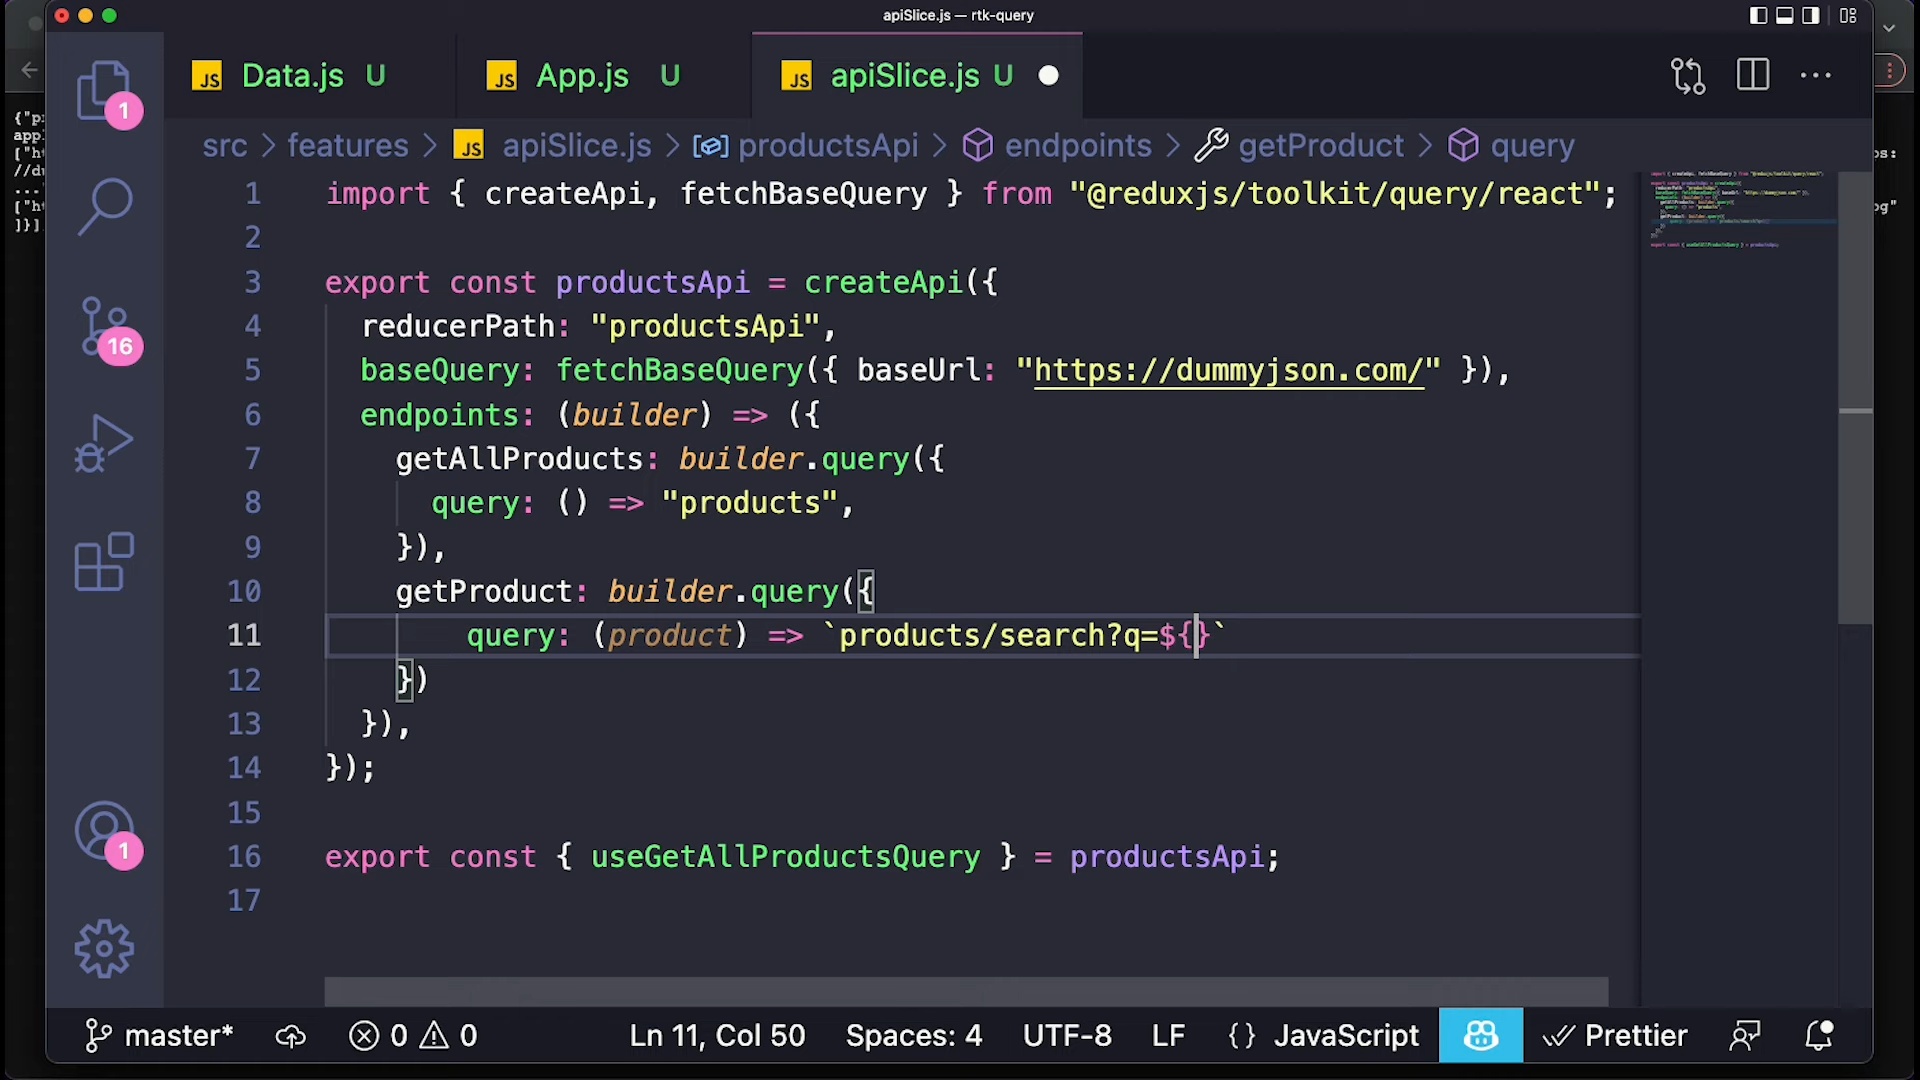 apiSlice.js — rtk-query
JS Data.js U JS App.js U JS apiSlice.js U
src > features > JS apiSlice.js > productsApi > endpoints > getProduct > query
1 import { createApi, fetchBaseQuery } from "@reduxjs/toolkit/query/react";
2
3 export const productsApi = createApi({
4 reducerPath: "productsApi",
5 baseQuery: fetchBaseQuery({ baseUrl: "https://dummyjson.com/" }),
6 endpoints: (builder) => ({
7 getAllProducts: builder.query({
8 query: () => "products",
9 }),
10 getProduct: builder.query({
11 query: (product) => `products/search?q=${}`
12 })
13 }),
14 });
15
16 export const { useGetAllProductsQuery } = productsApi;
17
1
16
1
master* 0 0 Ln 11, Col 50 Spaces: 4 UTF-8 LF {} JavaScript Prettier